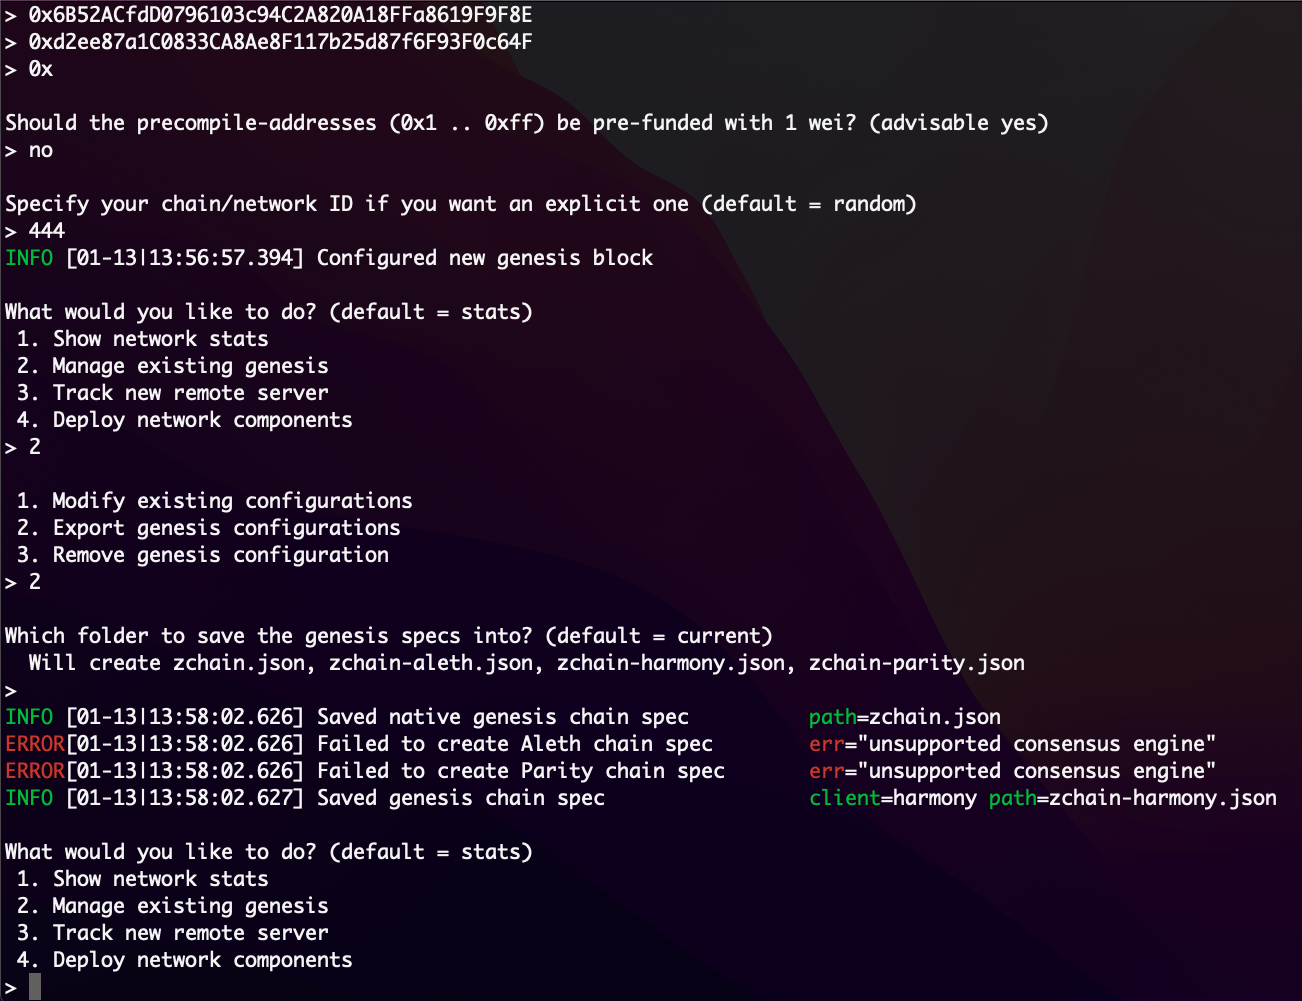 > 0x6B52ACfdD0796103c94C2A820A18FFa8619F9F8E
> 0xd2ee87a1C0833CA8Ae8F117b25d87f6F93F0c64F
> 0x
Should the precompile-addresses (0x1 .. 0xff) be pre-funded with 1 wei? (advisable yes)
> no
Specify your chain/network ID if you want an explicit one (default = random)
> 444
INFO [01-13|13:56:57.394] Configured new genesis block
What would you like to do? (default = stats)
1. Show network stats
2. Manage existing genesis
3. Track new remote server
4. Deploy network components
> 2
1. Modify existing configurations
2. Export genesis configurations
3. Remove genesis configuration
> 2
Which folder to save the genesis specs into? (default = current)
Will create zchain.json, zchain-aleth.json, zchain-harmony.json, zchain-parity.json
>
INFO [01-13|13:58:02.626] Saved native genesis chain spec path=zchain.json
ERROR[01-13|13:58:02.626] Failed to create Aleth chain spec err="unsupported consensus engine"
ERROR[01-13|13:58:02.626] Failed to create Parity chain spec err="unsupported consensus engine"
INFO [01-13|13:58:02.627] Saved genesis chain spec client=harmony path=zchain-harmony.json
What would you like to do? (default = stats)
1. Show network stats
2. Manage existing genesis
3. Track new remote server
4. Deploy network components
>